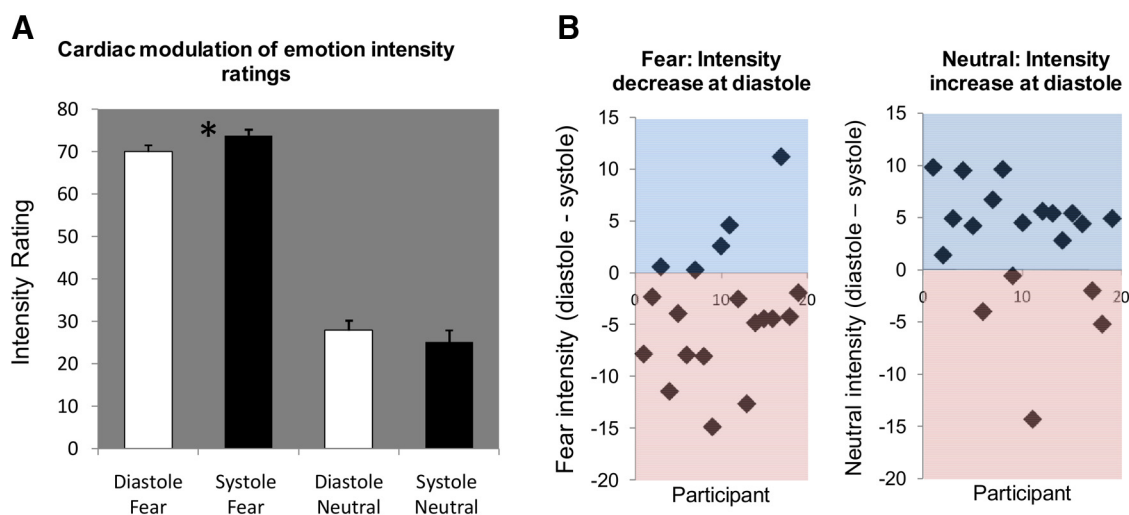 A
Cardiac modulation of emotion intensity
ratings
Intensity Rating
80
70
60
50
40
30
20
10
0
*
Diastole
Fear
Systole
Fear
Diastole
Neutral
Systole
Neutral
B
Fear: Intensity
decrease at diastole
Fear intensity (diastole - systole)
15
10
5
0
-5
-10
-15
-20
0 10 20
Participant
Neutral: Intensity
increase at diastole
Neutral intensity (diastole – systole)
15
10
5
0
-5
-10
-15
-20
0 10 20
Participant